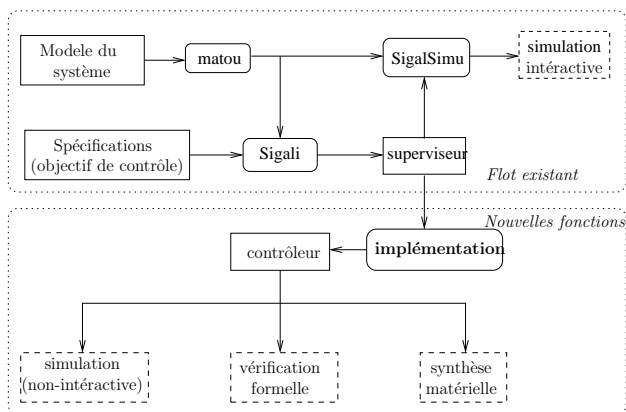 Modele du
système
matou
SigalSimu
simulation
intéractive
Spécifications
(objectif de contrôle)
Sigali
superviseur
Flot existant
Nouvelles fonctions
contrôleur
implémentation
simulation
(non-intéractive)
vérification
formelle
synthèse
matérielle